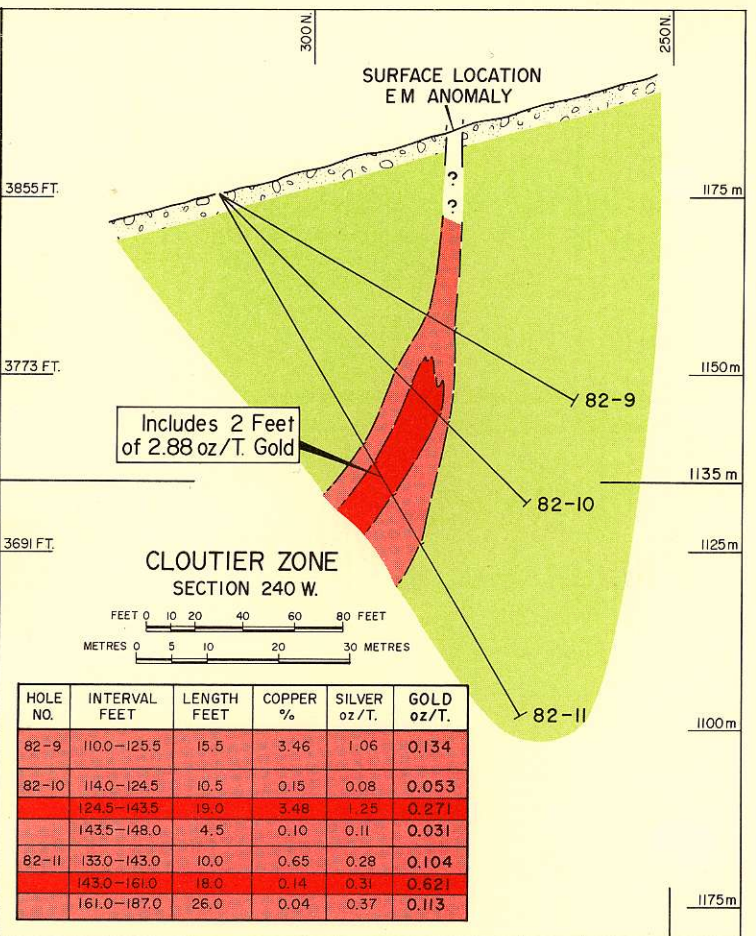 300 N.
250 N.
SURFACE LOCATION
EM ANOMALY
3855 FT.
1175 m
?
?
3773 FT.
1150 m
82-9
Includes 2 Feet
of 2.88 oz/T. Gold
1135 m
82-10
3691 FT.
1125 m
CLOUTIER ZONE
SECTION 240 W.
FEET 0 10 20 40 60 80 FEET
METRES 0 5 10 20 30 METRES
82-11
1100 m
HOLE NO. INTERVAL FEET LENGTH FEET COPPER % SILVER oz/T. GOLD oz/T.
82-9 110.0-125.5 15.5 3.46 1.06 0.134
82-10 114.0-124.5 10.5 0.15 0.08 0.053
124.5-143.5 19.0 3.48 1.25 0.271
143.5-148.0 4.5 0.10 0.11 0.031
82-11 133.0-143.0 10.0 0.65 0.28 0.104
143.0-161.0 18.0 0.14 0.31 0.621
161.0-187.0 26.0 0.04 0.37 0.113
1175 m